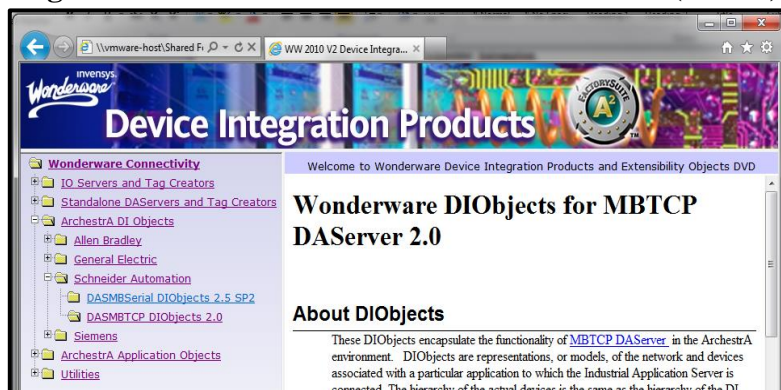 \\vmware-host\Shared Fi
WW 2010 V2 Device Integra...
invensys.
Wonderware
Device Integration Products
FACTORYSUITE
A²
Wonderware Connectivity
IO Servers and Tag Creators
Standalone DAServers and Tag Creators
ArchestrA DI Objects
Allen Bradley
General Electric
Schneider Automation
DASMBSerial DIObjects 2.5 SP2
DASMBTCP DIObjects 2.0
Siemens
ArchestrA Application Objects
Utilities
Welcome to Wonderware Device Integration Products and Extensibility Objects DVD
Wonderware DIObjects for MBTCP
DAServer 2.0
About DIObjects
These DIObjects encapsulate the functionality of MBTCP DAServer in the ArchestrA
environment. DIObjects are representations, or models, of the network and devices
associated with a particular application to which the Industrial Application Server is
connected. The hierarchy of the actual devices is the same as the hierarchy of the DI